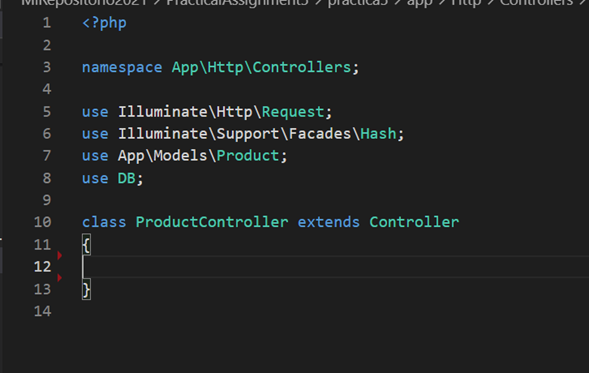 MiRepositorio2021 > PracticalAssignment5 > practica5 > app > Http > Controllers >
1 <?php
2
3 namespace App\Http\Controllers;
4
5 use Illuminate\Http\Request;
6 use Illuminate\Support\Facades\Hash;
7 use App\Models\Product;
8 use DB;
9
10 class ProductController extends Controller
11 {
12
13 }
14